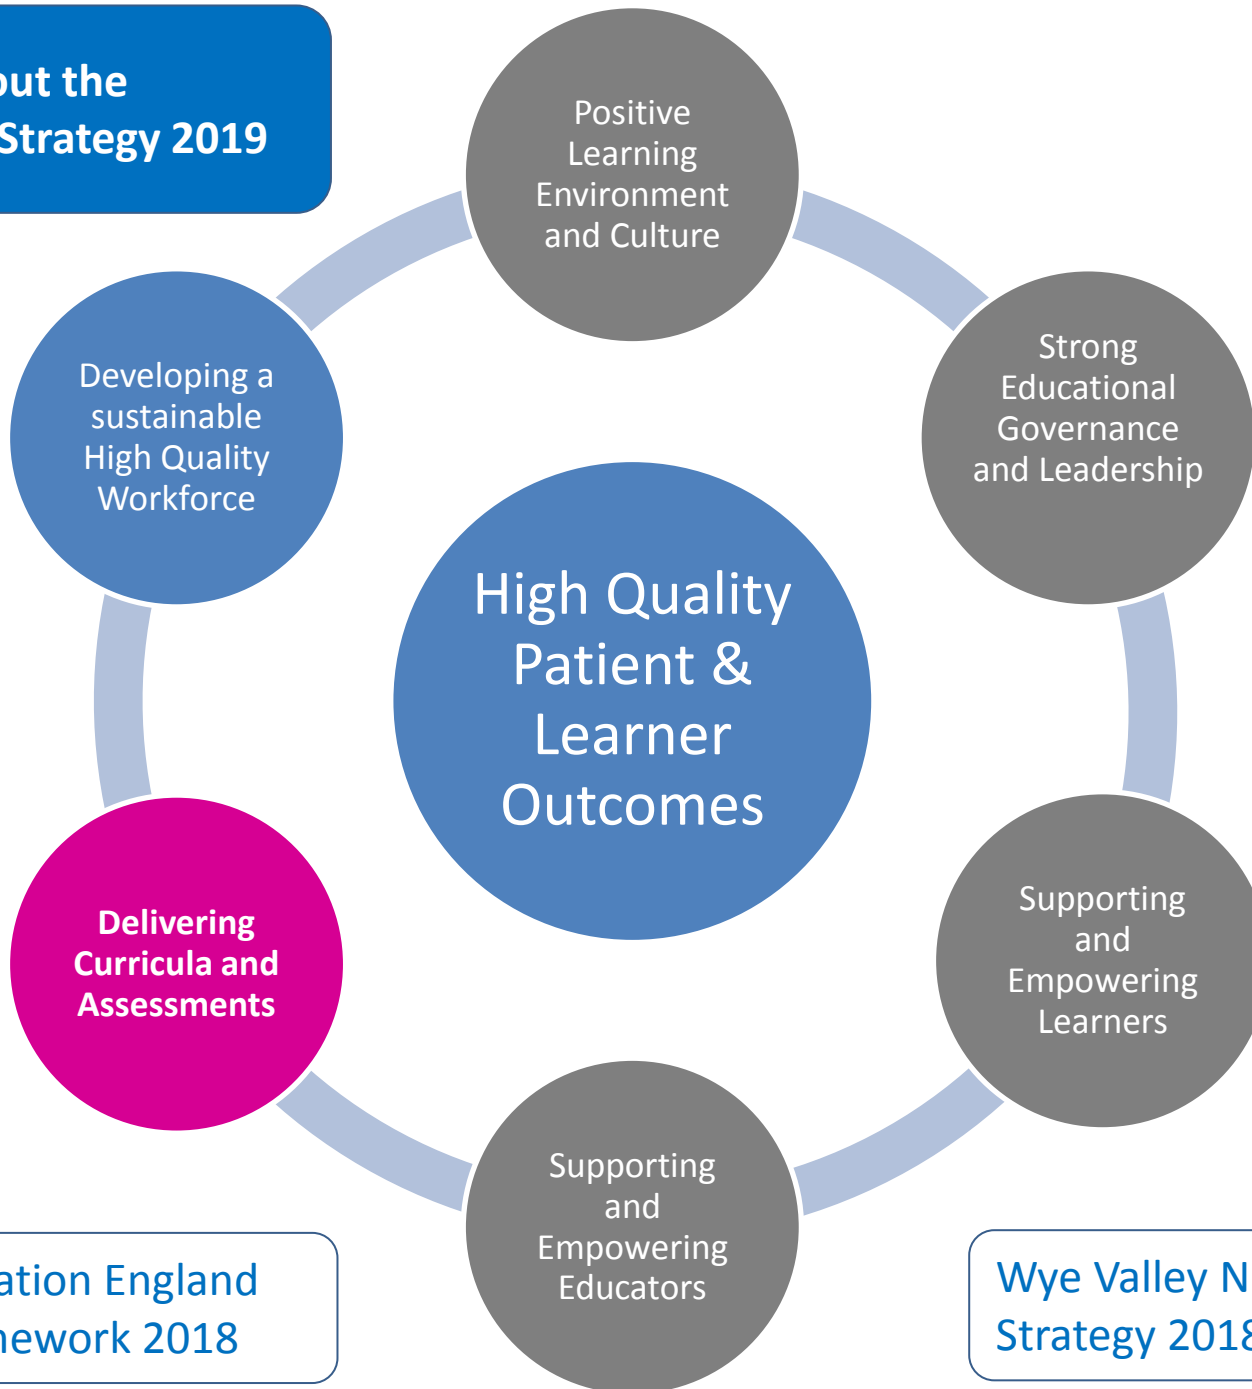 out the
Strategy 2019
Positive
Learning
Environment
and Culture
Strong
Educational
Governance
and Leadership
Developing a
sustainable
High Quality
Workforce
High Quality
Patient &
Learner
Outcomes
Delivering
Curricula and
Assessments
Supporting
and
Empowering
Learners
Supporting
and
Empowering
Educators
ation England
ework 2018
Wye Valley N
Strategy 2018